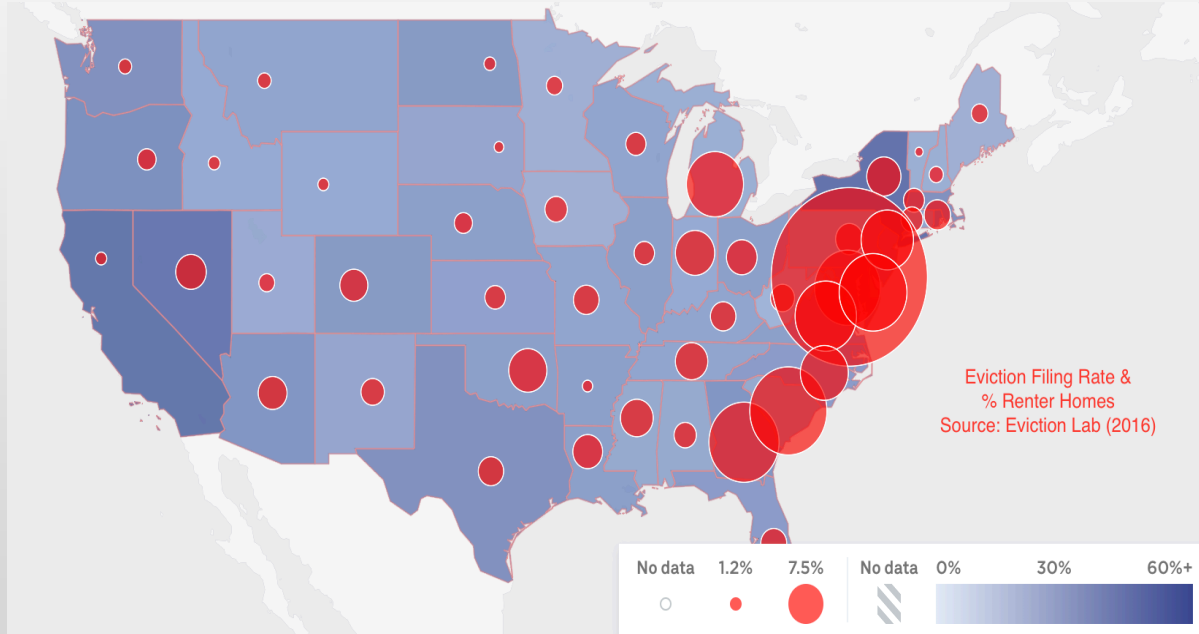 Eviction Filing Rate &
% Renter Homes
Source: Eviction Lab (2016)
No data 1.2% 7.5% No data 0% 30% 60%+